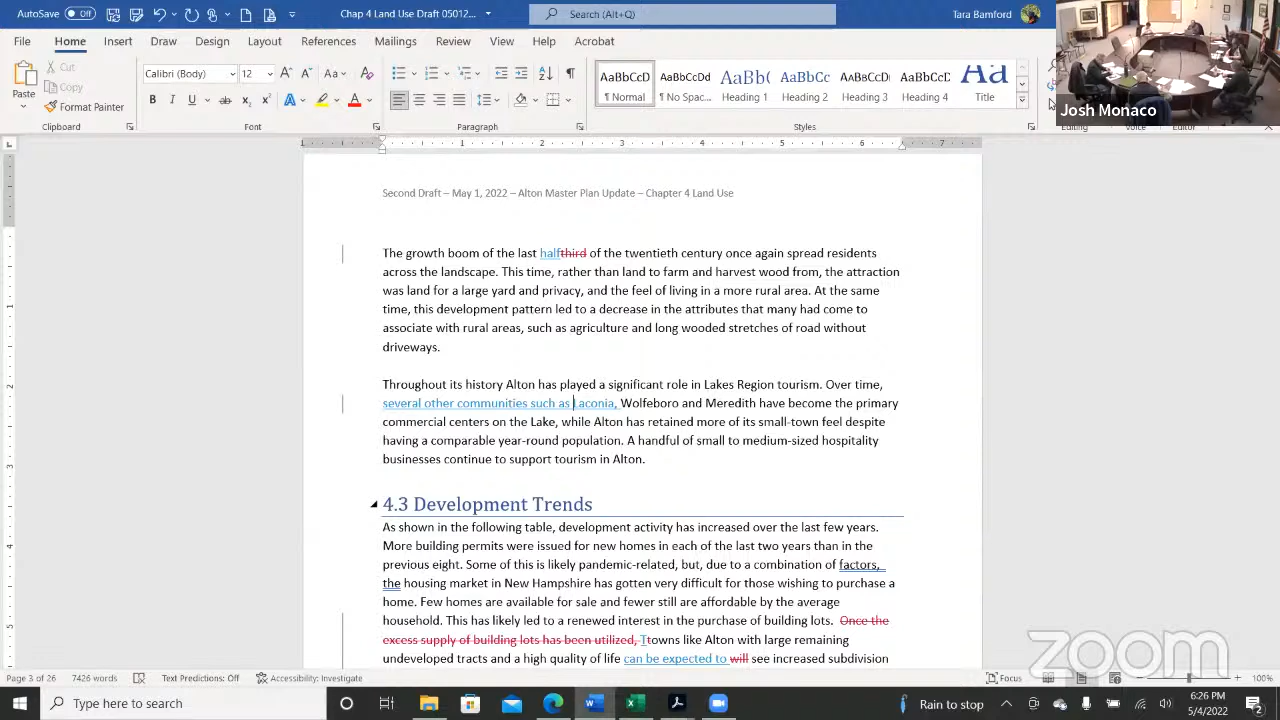 Chap 4 Land Draft 05012...
Search
Tara Bamford
Josh Monaco
File Home Insert Draw Design Layout References Mailings Review View Help Acrobat
Cut
Copy
Format Painter
Paste
Calibri (Body) 12
AaBbCcD AaBbCcDd AaBb( AaBbCc AaBbCcD AaBbCcD Aa
¶ Normal ¶ No Spac... Heading 1 Heading 2 Heading 3 Heading 4 Title
Clipboard Font Paragraph Styles Editing Voice Editor
Second Draft – May 1, 2022 – Alton Master Plan Update – Chapter 4 Land Use
The growth boom of the last halfthird of the twentieth century once again spread residents
across the landscape. This time, rather than land to farm and harvest wood from, the attraction
was land for a large yard and privacy, and the feel of living in a more rural area. At the same
time, this development pattern led to a decrease in the attributes that many had come to
associate with rural areas, such as agriculture and long wooded stretches of road without
driveways.
Throughout its history Alton has played a significant role in Lakes Region tourism. Over time,
several other communities such as Laconia, Wolfeboro and Meredith have become the primary
commercial centers on the Lake, while Alton has retained more of its small-town feel despite
having a comparable year-round population. A handful of small to medium-sized hospitality
businesses continue to support tourism in Alton.
4.3 Development Trends
As shown in the following table, development activity has increased over the last few years.
More building permits were issued for new homes in each of the last two years than in the
previous eight. Some of this is likely pandemic-related, but, due to a combination of factors,
the housing market in New Hampshire has gotten very difficult for those wishing to purchase a
home. Few homes are available for sale and fewer still are affordable by the average
household. This has likely led to a renewed interest in the purchase of building lots. Once the
excess supply of building lots has been utilized, Ttowns like Alton with large remaining
undeveloped tracts and a high quality of life can be expected to will see increased subdivision
zoom
Page 3 of 26 7426 words Text Predictions: Off Accessibility: Investigate Focus 100%
Type here to search
Rain to stop
6:26 PM
5/4/2022